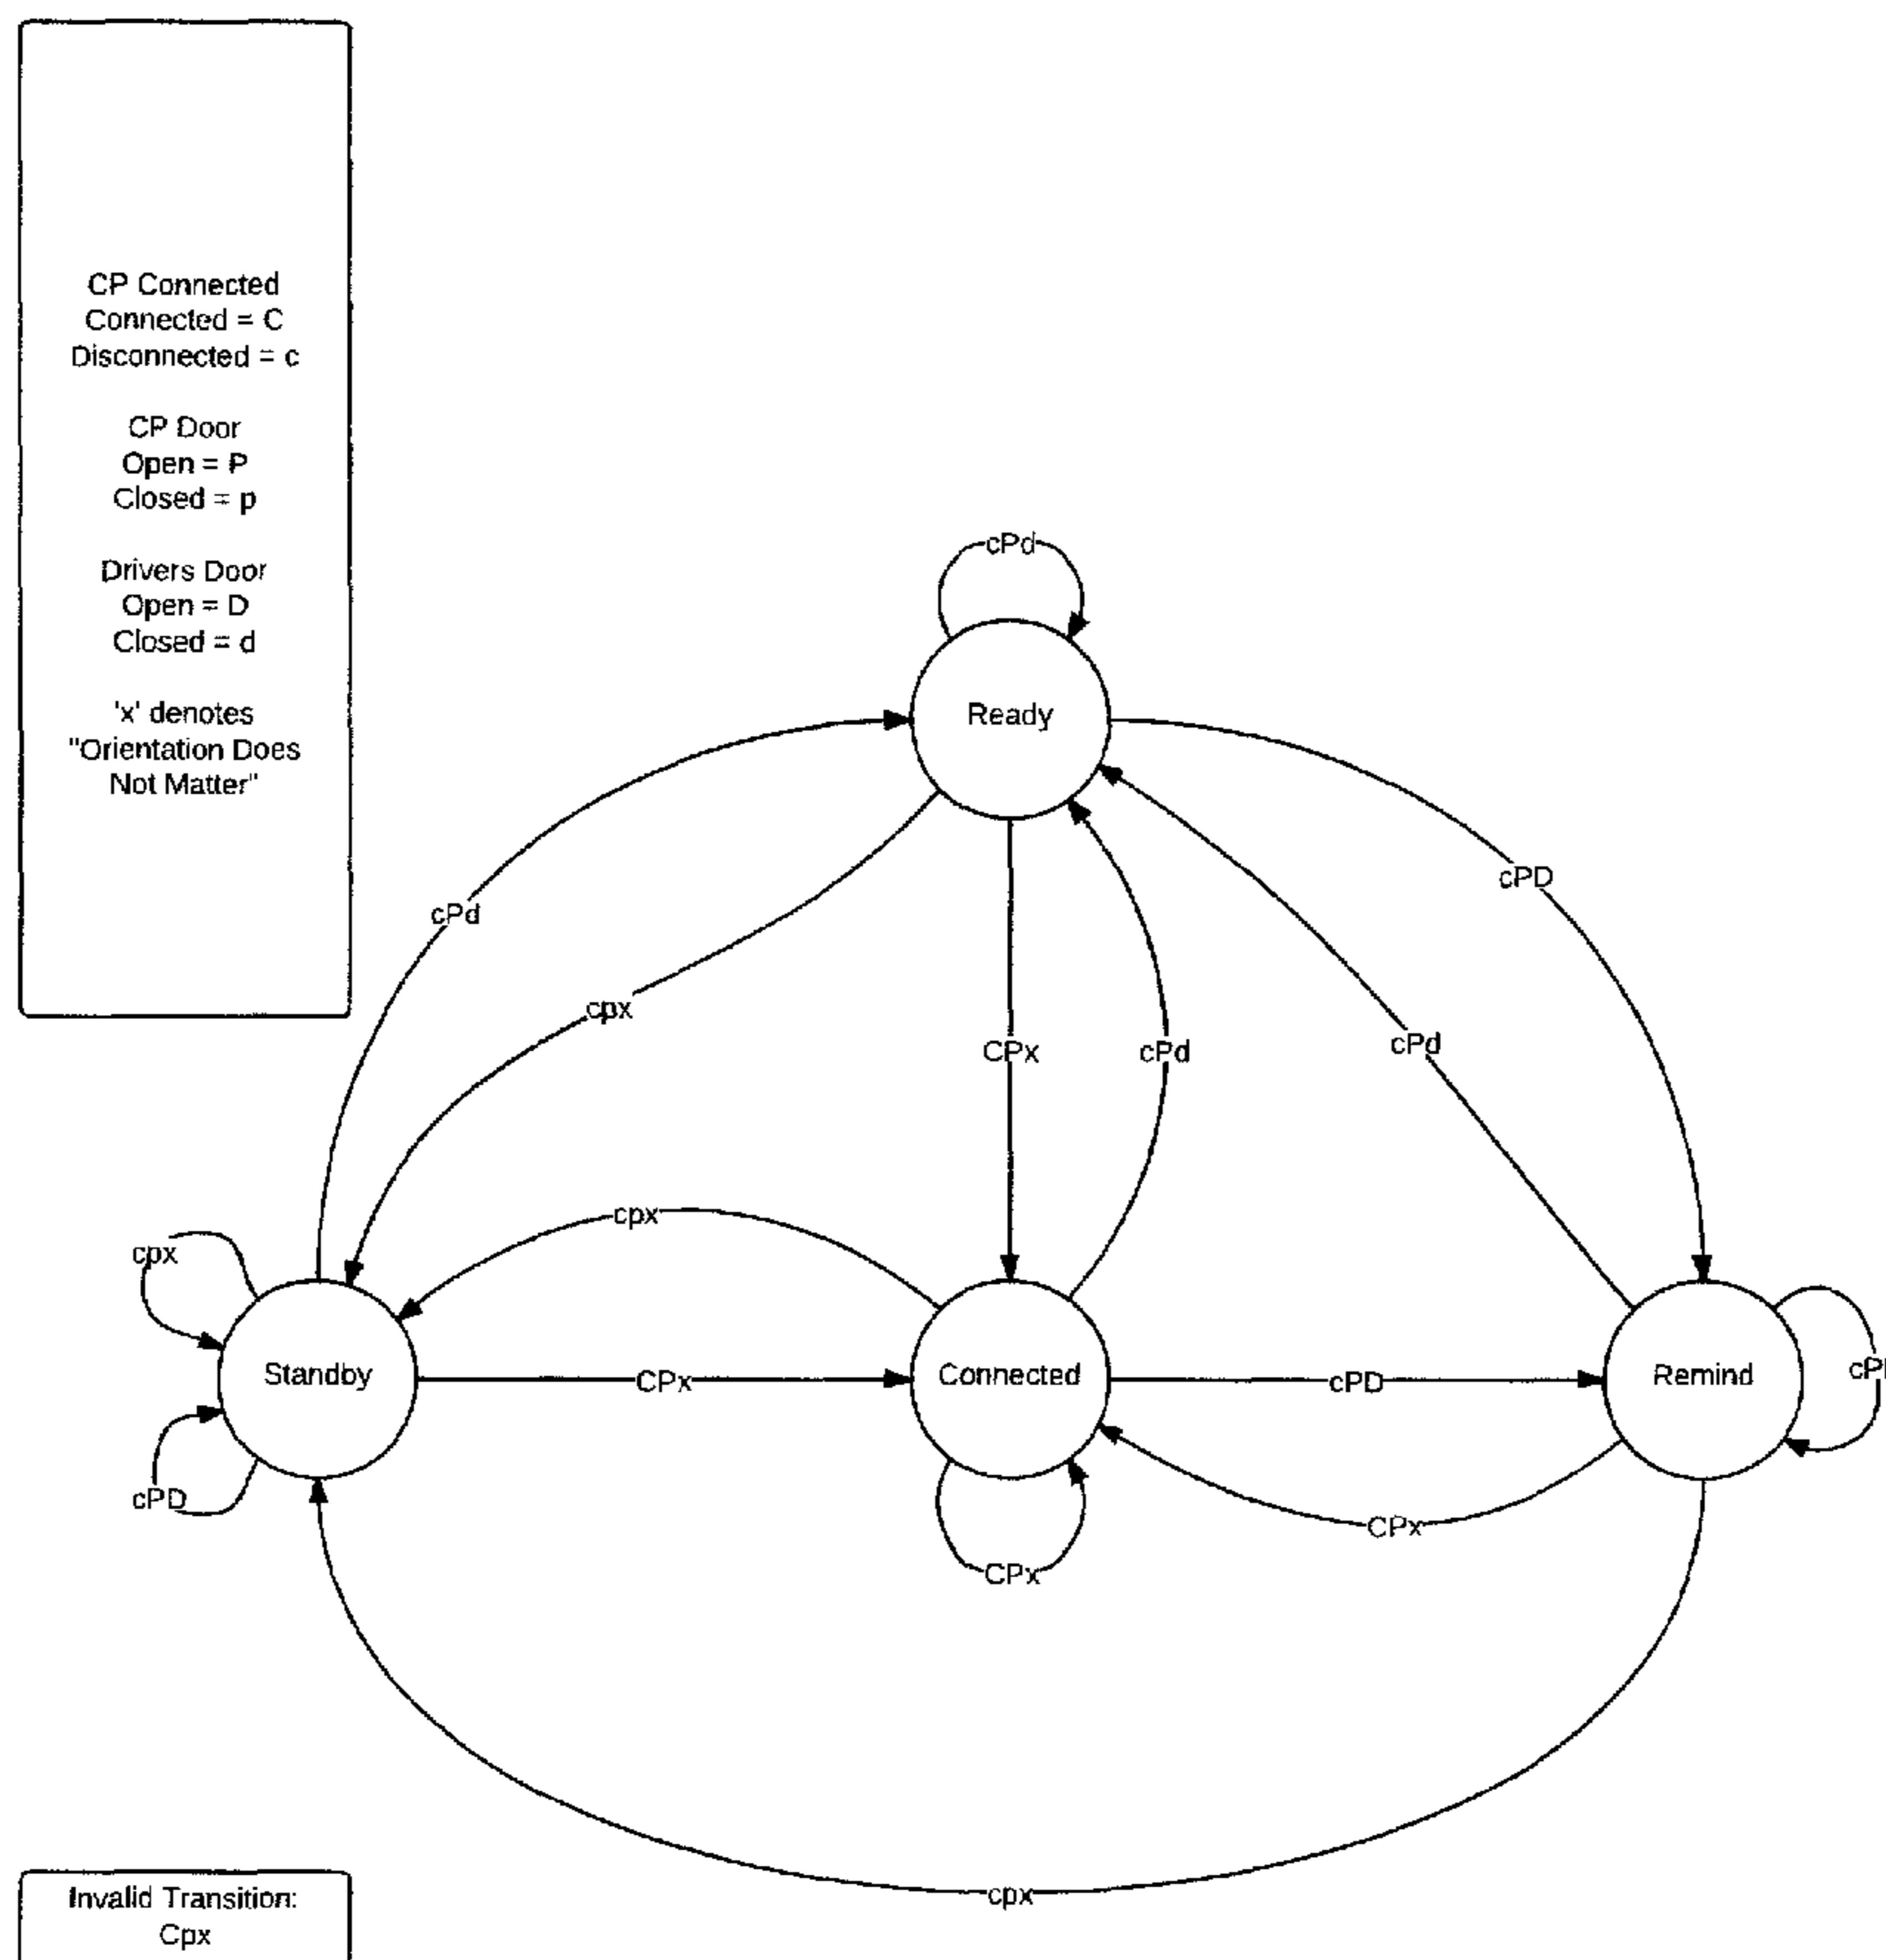 CP Connected
Connected = C
Disconnected = c
CP Door
Open = P
Closed = p
Drivers Door
Open = D
Closed = d
'x' denotes
"Orientation Does
Not Matter"
cPd
Ready
cPD
cPd
cpx
CPx
cPd
cPd
cpx
cpx
Standby
CPx
Connected
cPD
Remind
cPD
CPx
CPx
cpx
Invalid Transition:
Cpx